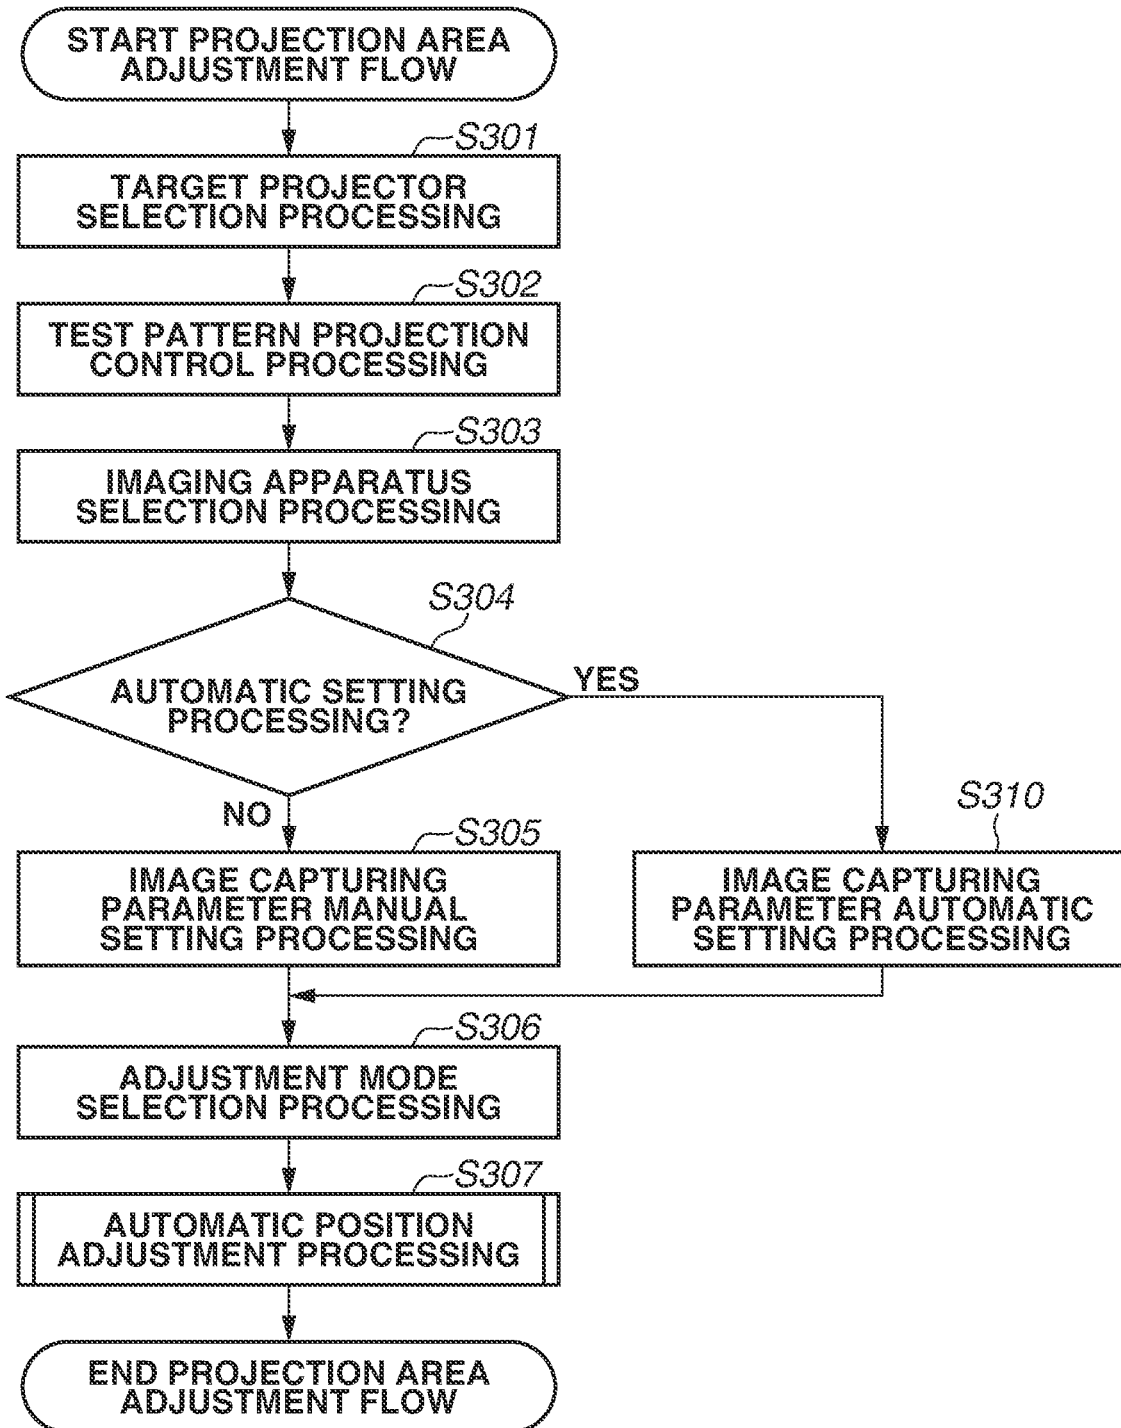 START PROJECTION AREA
ADJUSTMENT FLOW
S301
TARGET PROJECTOR
SELECTION PROCESSING
S302
TEST PATTERN PROJECTION
CONTROL PROCESSING
S303
IMAGING APPARATUS
SELECTION PROCESSING
S304
AUTOMATIC SETTING
PROCESSING?
YES
NO
S305
IMAGE CAPTURING
PARAMETER MANUAL
SETTING PROCESSING
S310
IMAGE CAPTURING
PARAMETER AUTOMATIC
SETTING PROCESSING
S306
ADJUSTMENT MODE
SELECTION PROCESSING
S307
AUTOMATIC POSITION
ADJUSTMENT PROCESSING
END PROJECTION AREA
ADJUSTMENT FLOW